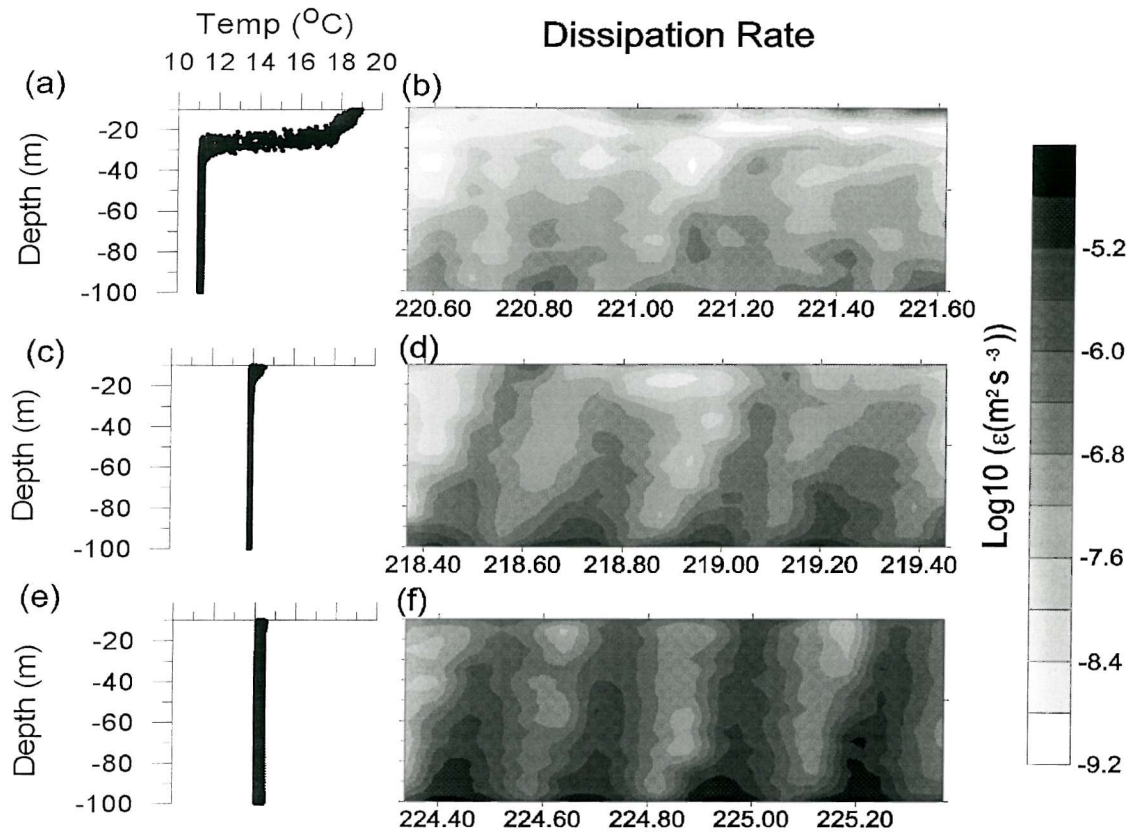 Temp (°C)
10 12 14 16 18 20
Dissipation Rate
(a)
(b)
Depth (m)
-20
-40
-60
-80
-100
220.60 220.80 221.00 221.20 221.40 221.60
(c)
(d)
Depth (m)
-20
-40
-60
-80
-100
218.40 218.60 218.80 219.00 219.20 219.40
(e)
(f)
Depth (m)
-20
-40
-60
-80
-100
224.40 224.60 224.80 225.00 225.20
Log10 (ε(m² s⁻³)
-5.2
-6.0
-6.8
-7.6
-8.4
-9.2